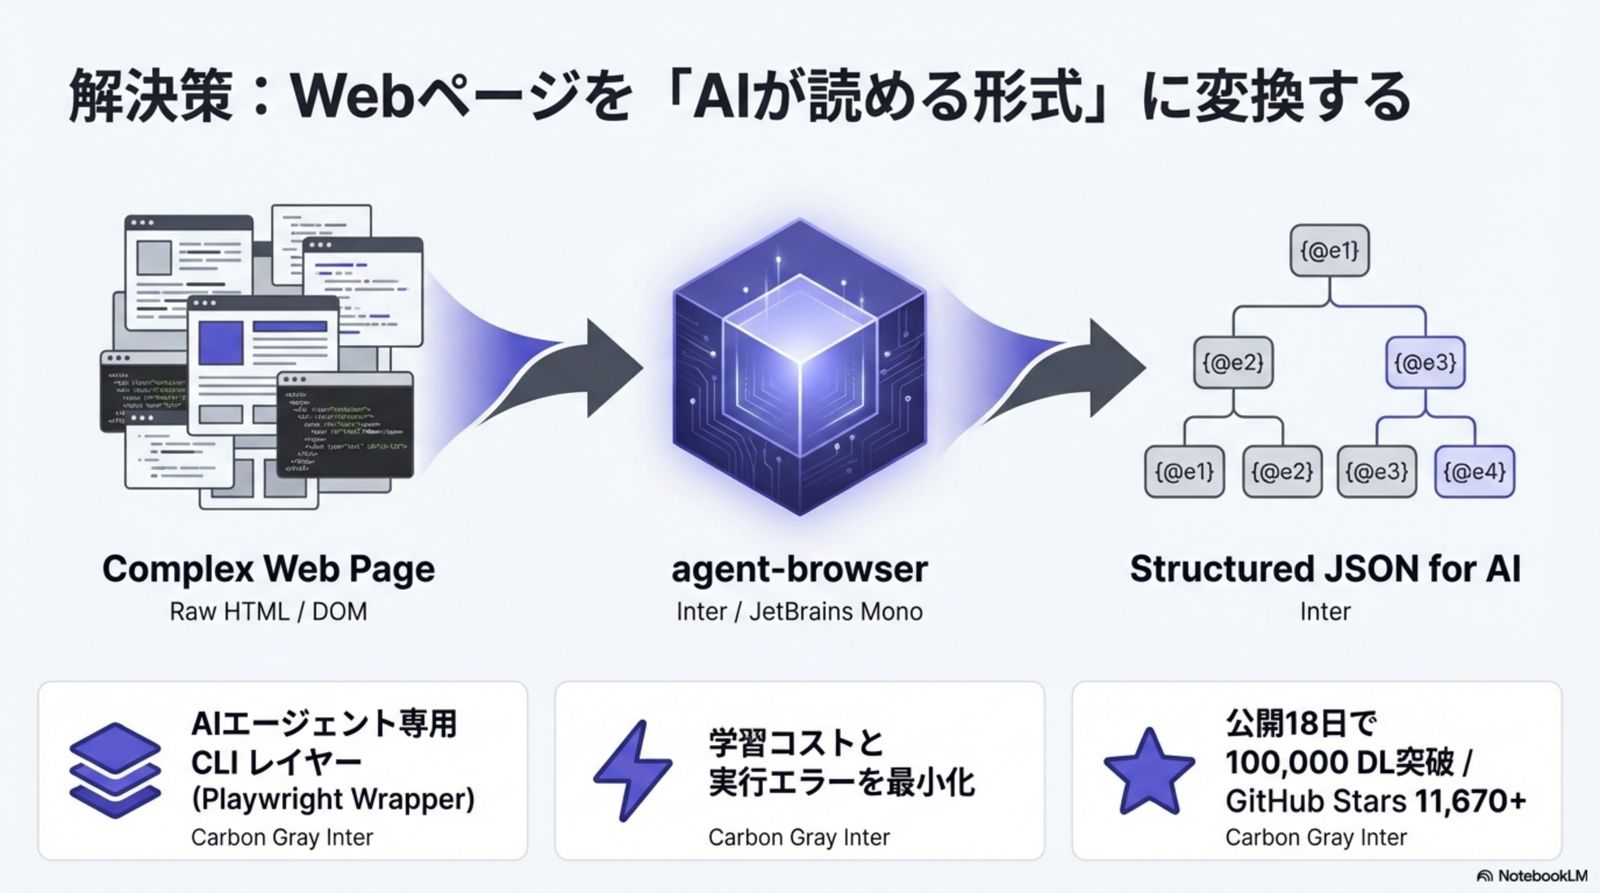 解決策：Webページを「AIが読める形式」に変換する
{@e1}
{@e2}
{@e3}
{@e1}
{@e2}
{@e3}
{@e4}
Complex Web Page
Raw HTML / DOM
agent-browser
Inter / JetBrains Mono
Structured JSON for AI
Inter
AIエージェント専用
CLI レイヤー
(Playwright Wrapper)
Carbon Gray Inter
学習コストと
実行エラーを最小化
Carbon Gray Inter
公開18日で
100,000 DL突破 /
GitHub Stars 11,670+
Carbon Gray Inter
NotebookLM